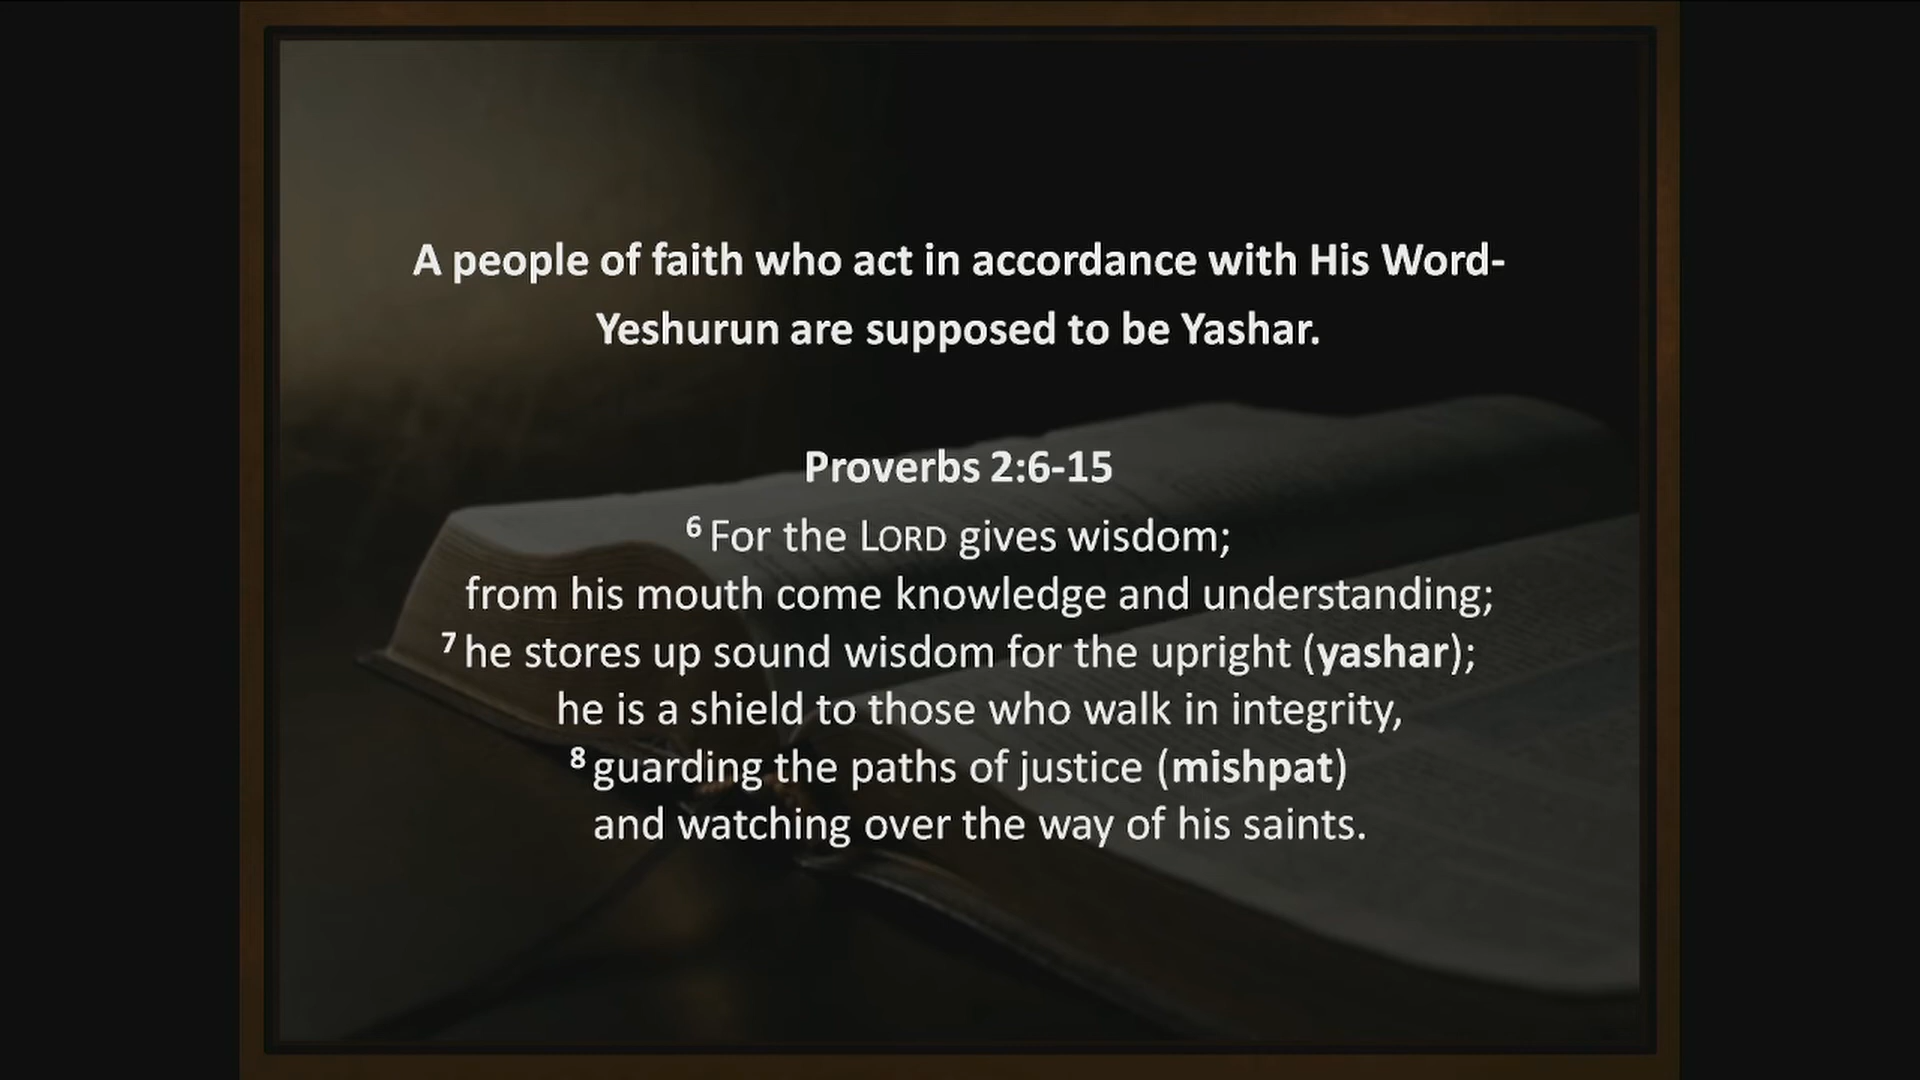 A people of faith who act in accordance with His Word-
Yeshurun are supposed to be Yashar.
Proverbs 2:6-15
⁶ For the LORD gives wisdom;
from his mouth come knowledge and understanding;
⁷ he stores up sound wisdom for the upright (yashar);
he is a shield to those who walk in integrity,
⁸ guarding the paths of justice (mishpat)
and watching over the way of his saints.